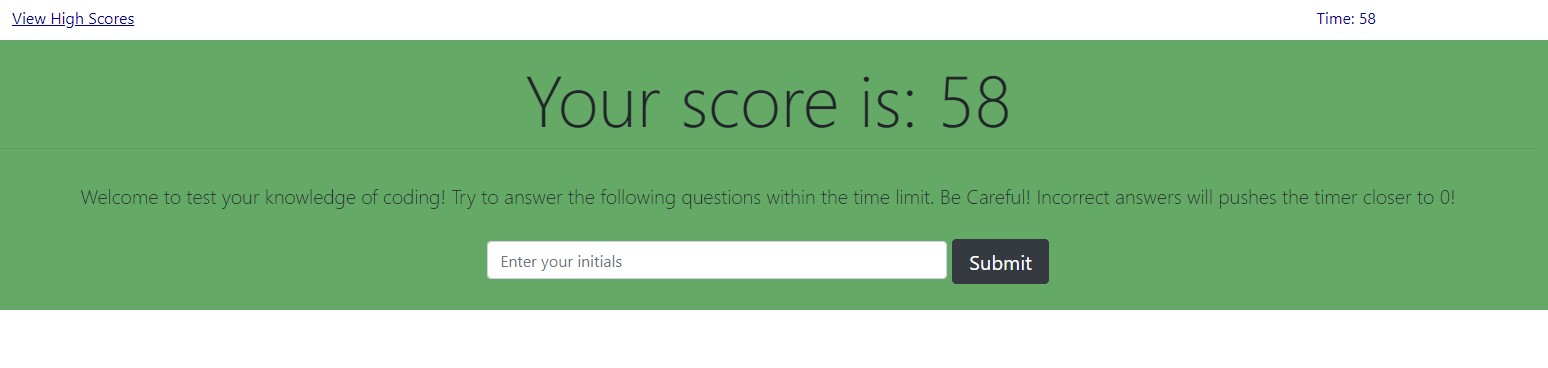 View High Scores
Time: 58
Your score is: 58
Welcome to test your knowledge of coding! Try to answer the following questions within the time limit. Be Careful! Incorrect answers will pushes the timer closer to 0!
Enter your initials
Submit